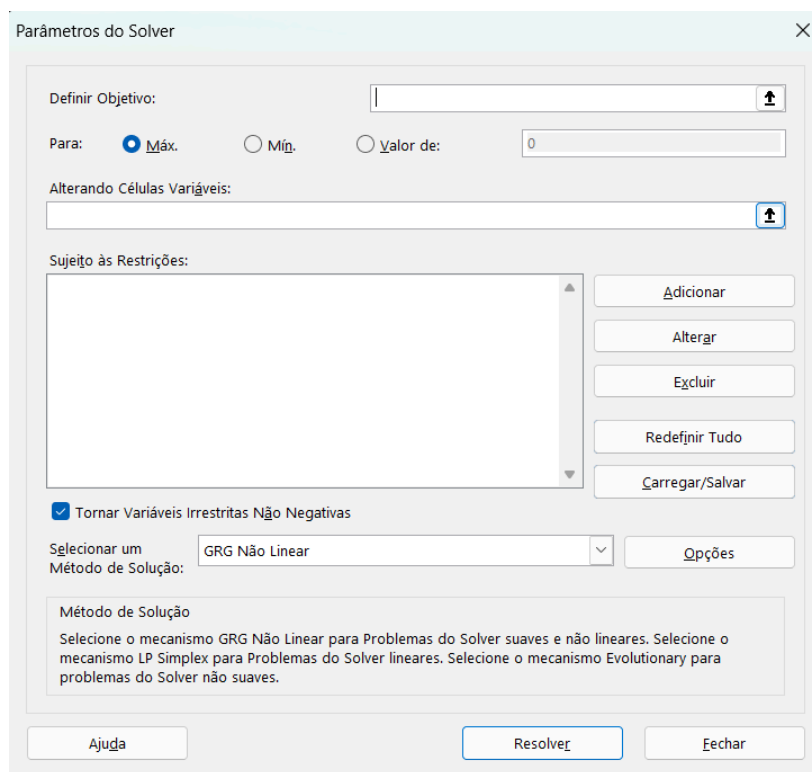 Parâmetros do Solver
Definir Objetivo:
Para: Máx. Mín. Valor de: 0
Alterando Células Variáveis:
Sujeito às Restrições:
Adicionar
Alterar
Excluir
Redefinir Tudo
Carregar/Salvar
Tornar Variáveis Irrestritas Não Negativas
Selecionar um
Método de Solução:
GRG Não Linear
Opções
Método de Solução
Selecione o mecanismo GRG Não Linear para Problemas do Solver suaves e não lineares. Selecione o
mecanismo LP Simplex para Problemas do Solver lineares. Selecione o mecanismo Evolutionary para
problemas do Solver não suaves.
Ajuda Resolver Fechar